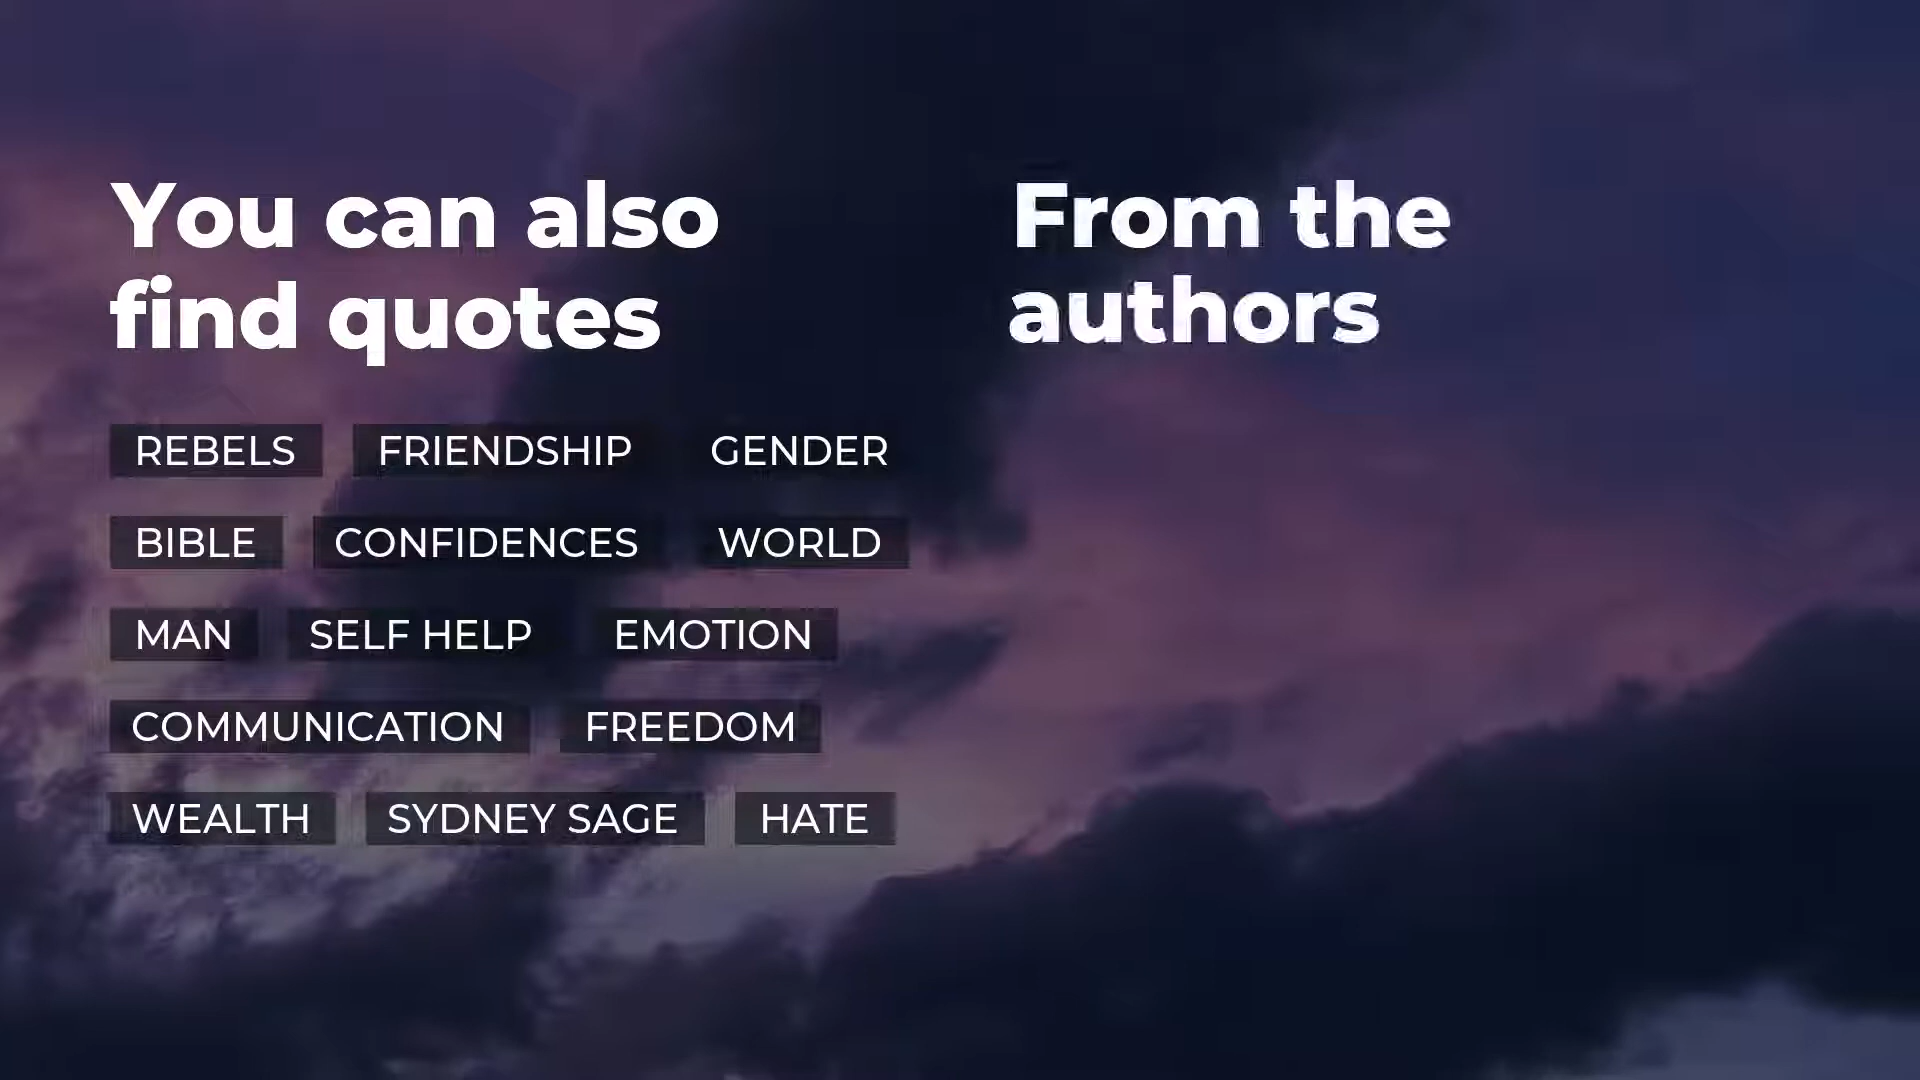 You can also
find quotes
REBELS FRIENDSHIP GENDER
BIBLE CONFIDENCES WORLD
MAN SELF HELP EMOTION
COMMUNICATION FREEDOM
WEALTH SYDNEY SAGE HATE
From the
authors